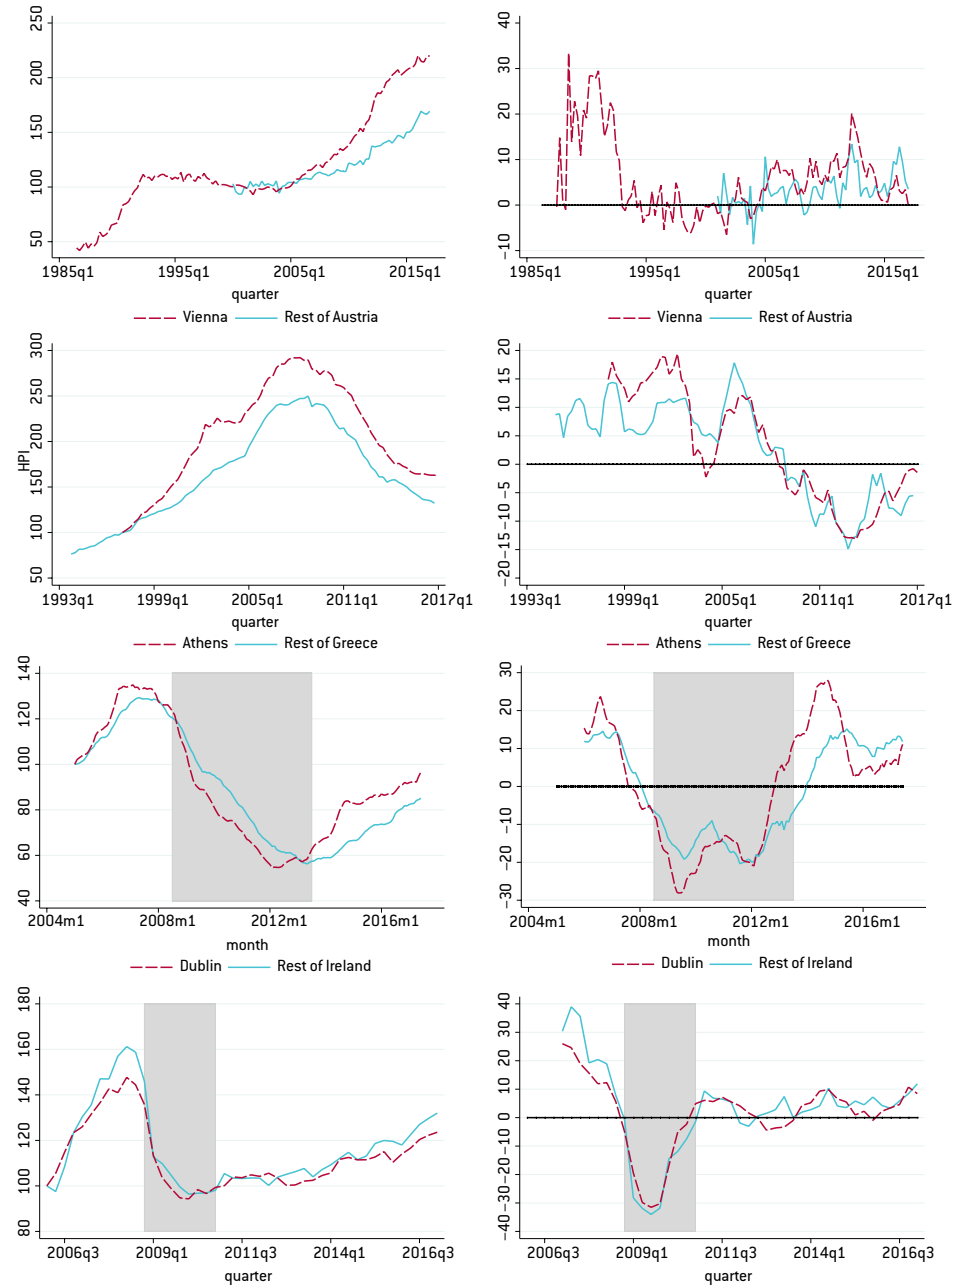 250
200
150
100
50
1985q1 1995q1 2005q1 2015q1
quarter
Vienna Rest of Austria
40
30
20
10
0
−10
1985q1 1995q1 2005q1 2015q1
quarter
Vienna Rest of Austria
HPI
300
250
200
150
100
50
1993q1 1999q1 2005q1 2011q1 2017q1
quarter
Athens Rest of Greece
20
15
10
5
0
−5
−10
−15
−20
1993q1 1999q1 2005q1 2011q1 2017q1
quarter
Athens Rest of Greece
140
120
100
80
60
40
2004m1 2008m1 2012m1 2016m1
month
Dublin Rest of Ireland
30
20
10
0
−10
−20
−30
2004m1 2008m1 2012m1 2016m1
month
Dublin Rest of Ireland
180
160
140
120
100
80
2006q3 2009q1 2011q3 2014q1 2016q3
quarter
40
30
20
10
0
−10
−20
−30
−40
2006q3 2009q1 2011q3 2014q1 2016q3
quarter